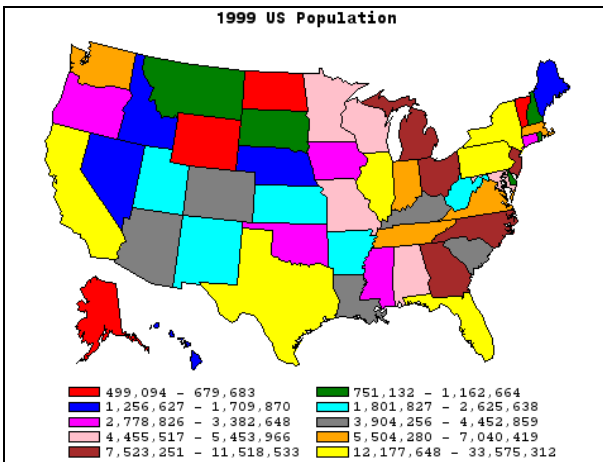 1999 US Population
499,094 - 679,683
751,132 - 1,162,664
1,256,627 - 1,709,870
1,801,827 - 2,625,638
2,778,826 - 3,382,648
3,904,256 - 4,452,859
4,455,517 - 5,453,966
5,504,280 - 7,040,419
7,523,251 - 11,518,533
12,177,648 - 33,575,312